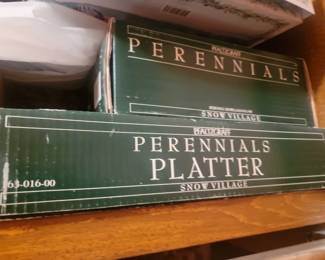 PFALTZGRAFF
PERENNIALS
SNOW VILLAGE
PFALTZGRAFF
PERENNIALS
PLATTER
63-016-00
SNOW VILLAGE